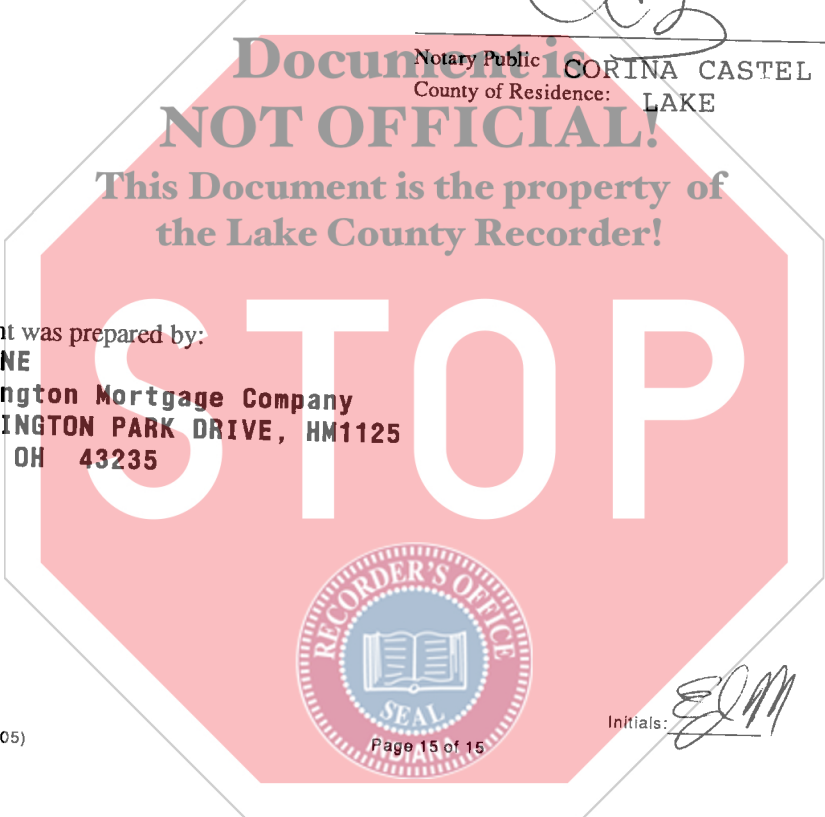 Document is
Notary Public CORINA CASTEL
County of Residence: LAKE
NOT OFFICIAL!
This Document is the property of
the Lake County Recorder!
STOP
nt was prepared by:
NE
ngton Mortgage Company
INGTON PARK DRIVE, HM1125
OH 43235
RECORDER'S OFFICE
SEAL
INDIANA
Initials: EJM
05)
Page 15 of 15